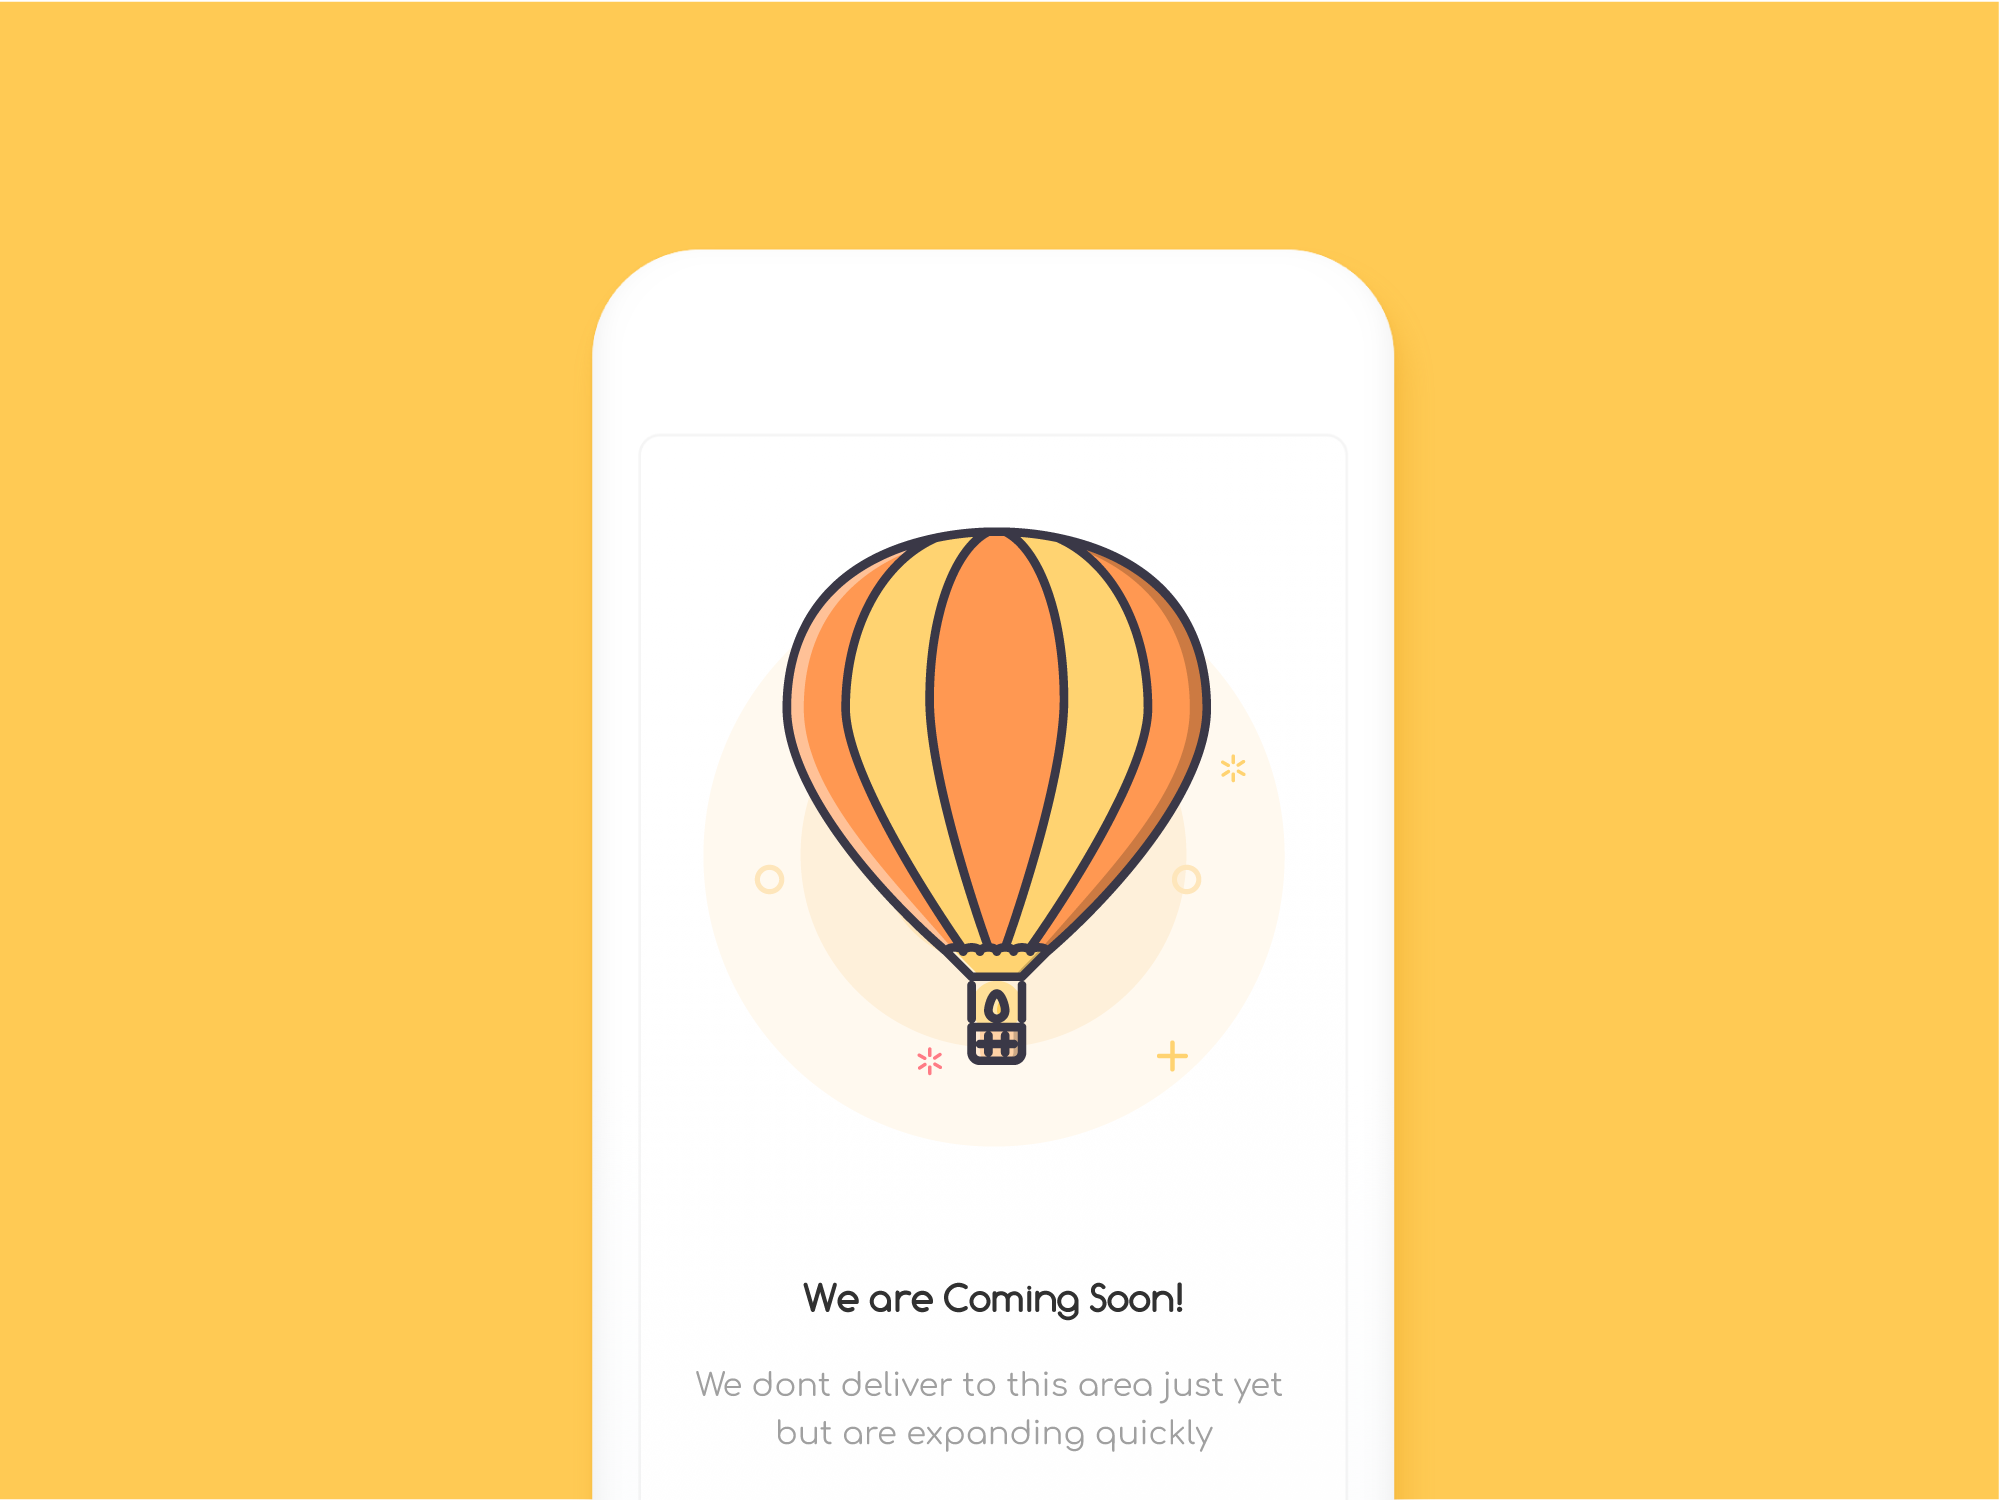 We are Coming Soon!
We dont deliver to this area just yet
but are expanding quickly